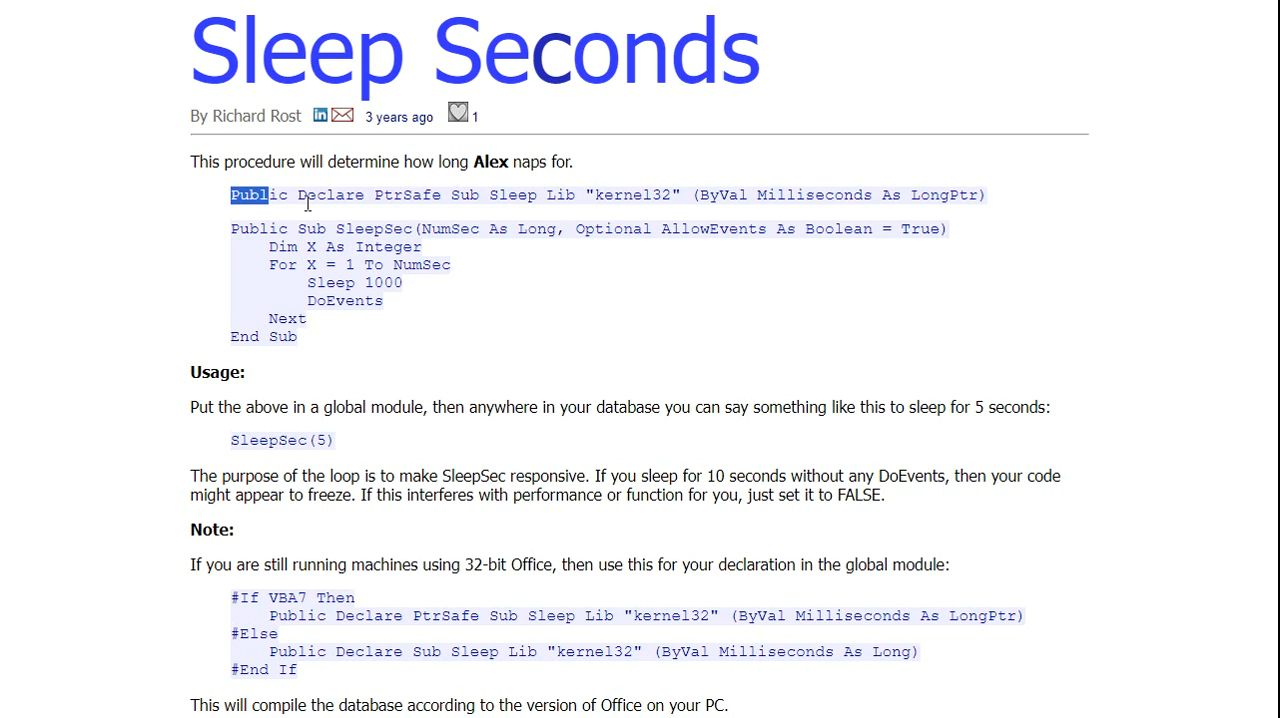 Sleep Seconds
By Richard Rost in 3 years ago 1
This procedure will determine how long Alex naps for.
Public Declare PtrSafe Sub Sleep Lib "kernel32" (ByVal Milliseconds As LongPtr)
Public Sub SleepSec(NumSec As Long, Optional AllowEvents As Boolean = True)
    Dim X As Integer
    For X = 1 To NumSec
        Sleep 1000
        DoEvents
    Next
End Sub
Usage:
Put the above in a global module, then anywhere in your database you can say something like this to sleep for 5 seconds:
SleepSec(5)
The purpose of the loop is to make SleepSec responsive. If you sleep for 10 seconds without any DoEvents, then your code
might appear to freeze. If this interferes with performance or function for you, just set it to FALSE.
Note:
If you are still running machines using 32-bit Office, then use this for your declaration in the global module:
#If VBA7 Then
    Public Declare PtrSafe Sub Sleep Lib "kernel32" (ByVal Milliseconds As LongPtr)
#Else
    Public Declare Sub Sleep Lib "kernel32" (ByVal Milliseconds As Long)
#End If
This will compile the database according to the version of Office on your PC.